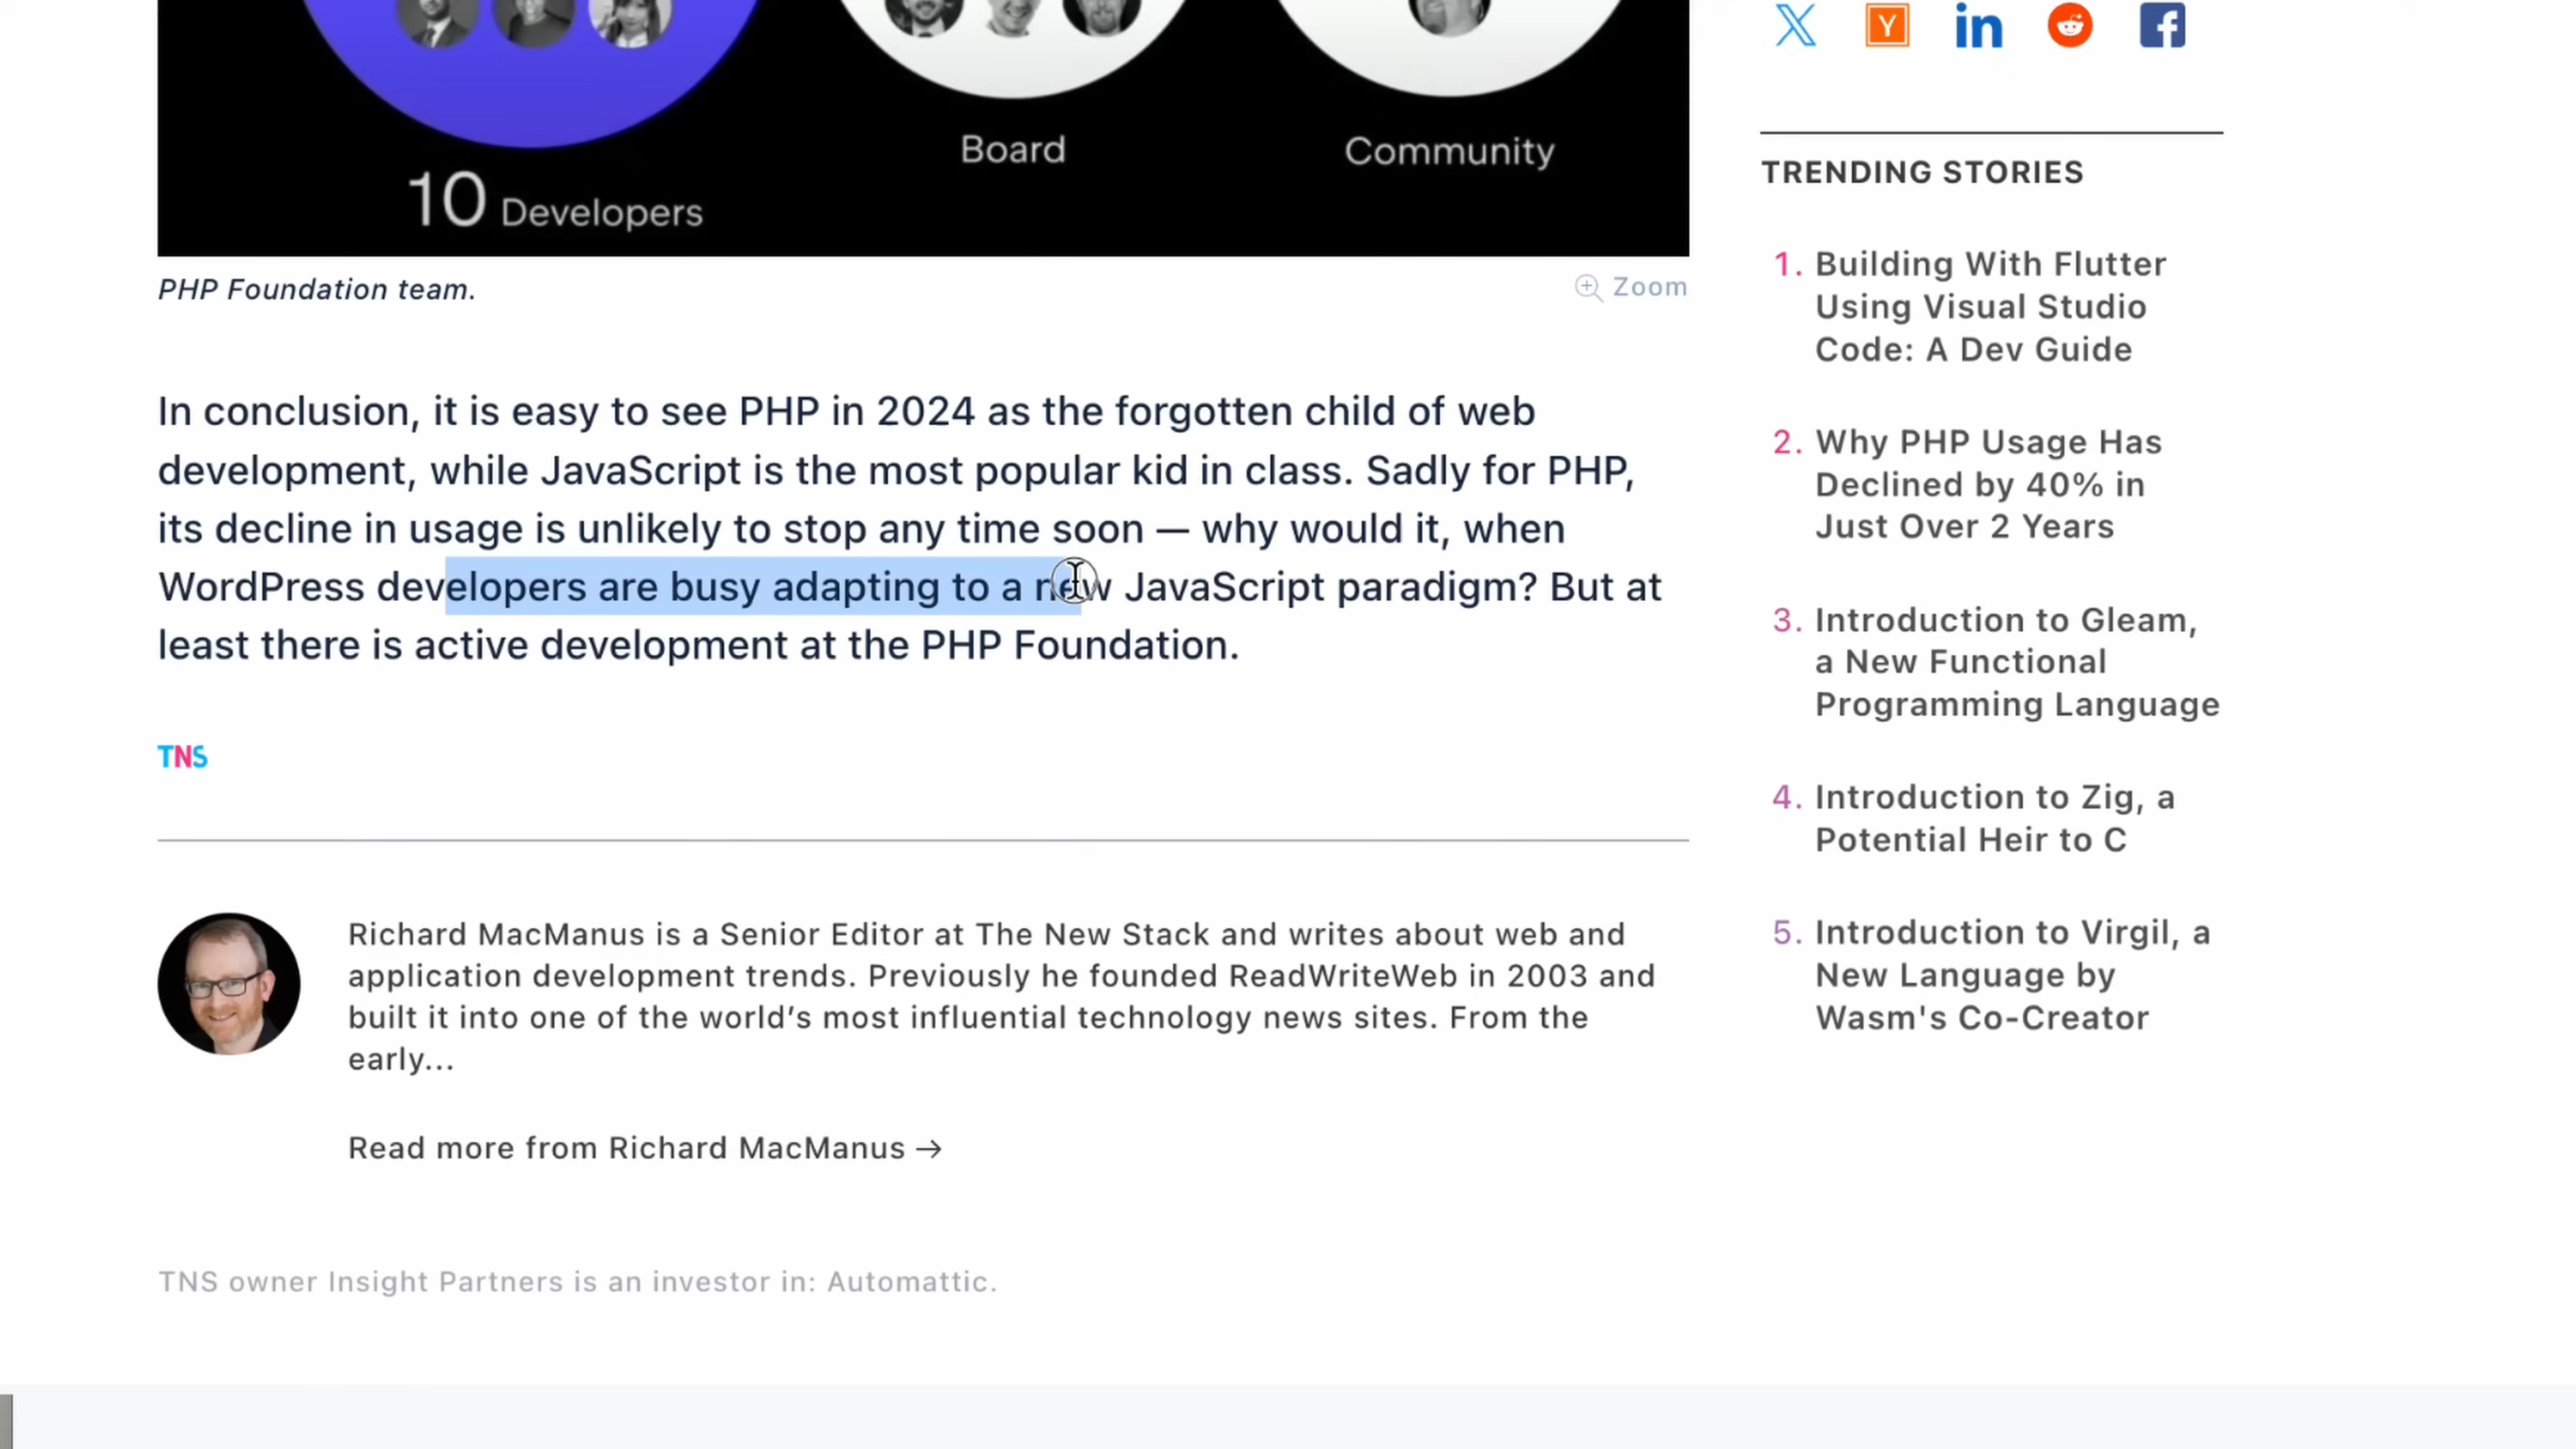 Board
Community
10 Developers
PHP Foundation team.
Zoom
In conclusion, it is easy to see PHP in 2024 as the forgotten child of web
development, while JavaScript is the most popular kid in class. Sadly for PHP,
its decline in usage is unlikely to stop any time soon — why would it, when
WordPress developers are busy adapting to a new JavaScript paradigm? But at
least there is active development at the PHP Foundation.
TNS
Richard MacManus is a Senior Editor at The New Stack and writes about web and
application development trends. Previously he founded ReadWriteWeb in 2003 and
built it into one of the world's most influential technology news sites. From the
early...
Read more from Richard MacManus →
TNS owner Insight Partners is an investor in: Automattic.
X Y in f
TRENDING STORIES
1. Building With Flutter
Using Visual Studio
Code: A Dev Guide
2. Why PHP Usage Has
Declined by 40% in
Just Over 2 Years
3. Introduction to Gleam,
a New Functional
Programming Language
4. Introduction to Zig, a
Potential Heir to C
5. Introduction to Virgil, a
New Language by
Wasm's Co-Creator